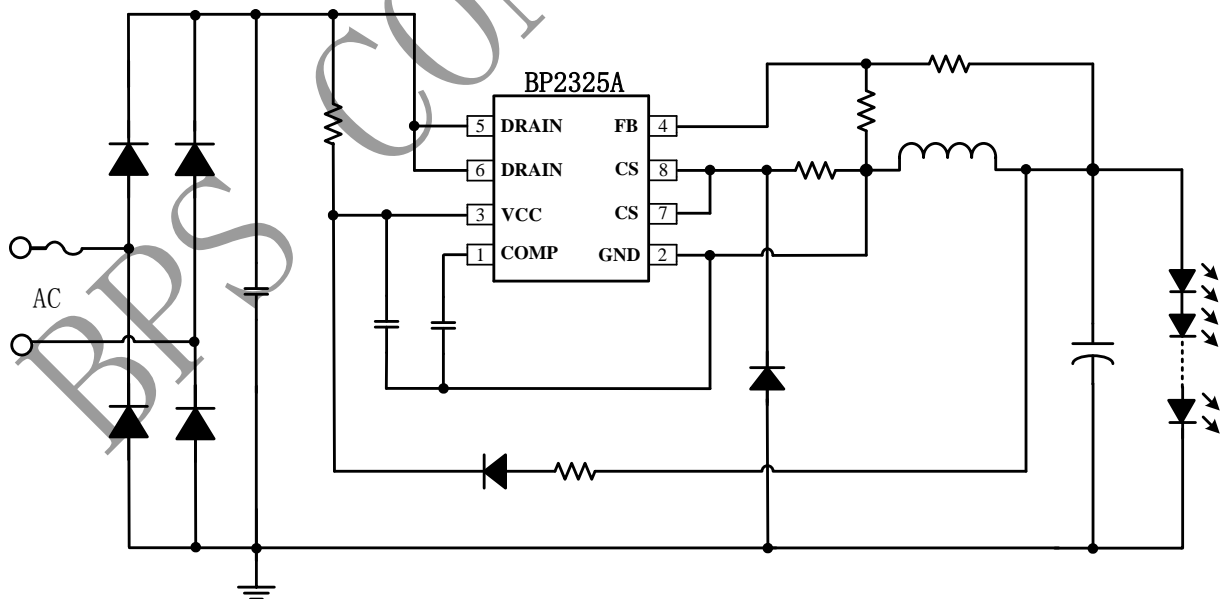 BP2325A
5 DRAIN FB 4
6 DRAIN CS 8
3 VCC CS 7
1 COMP GND 2
AC
BPS CON